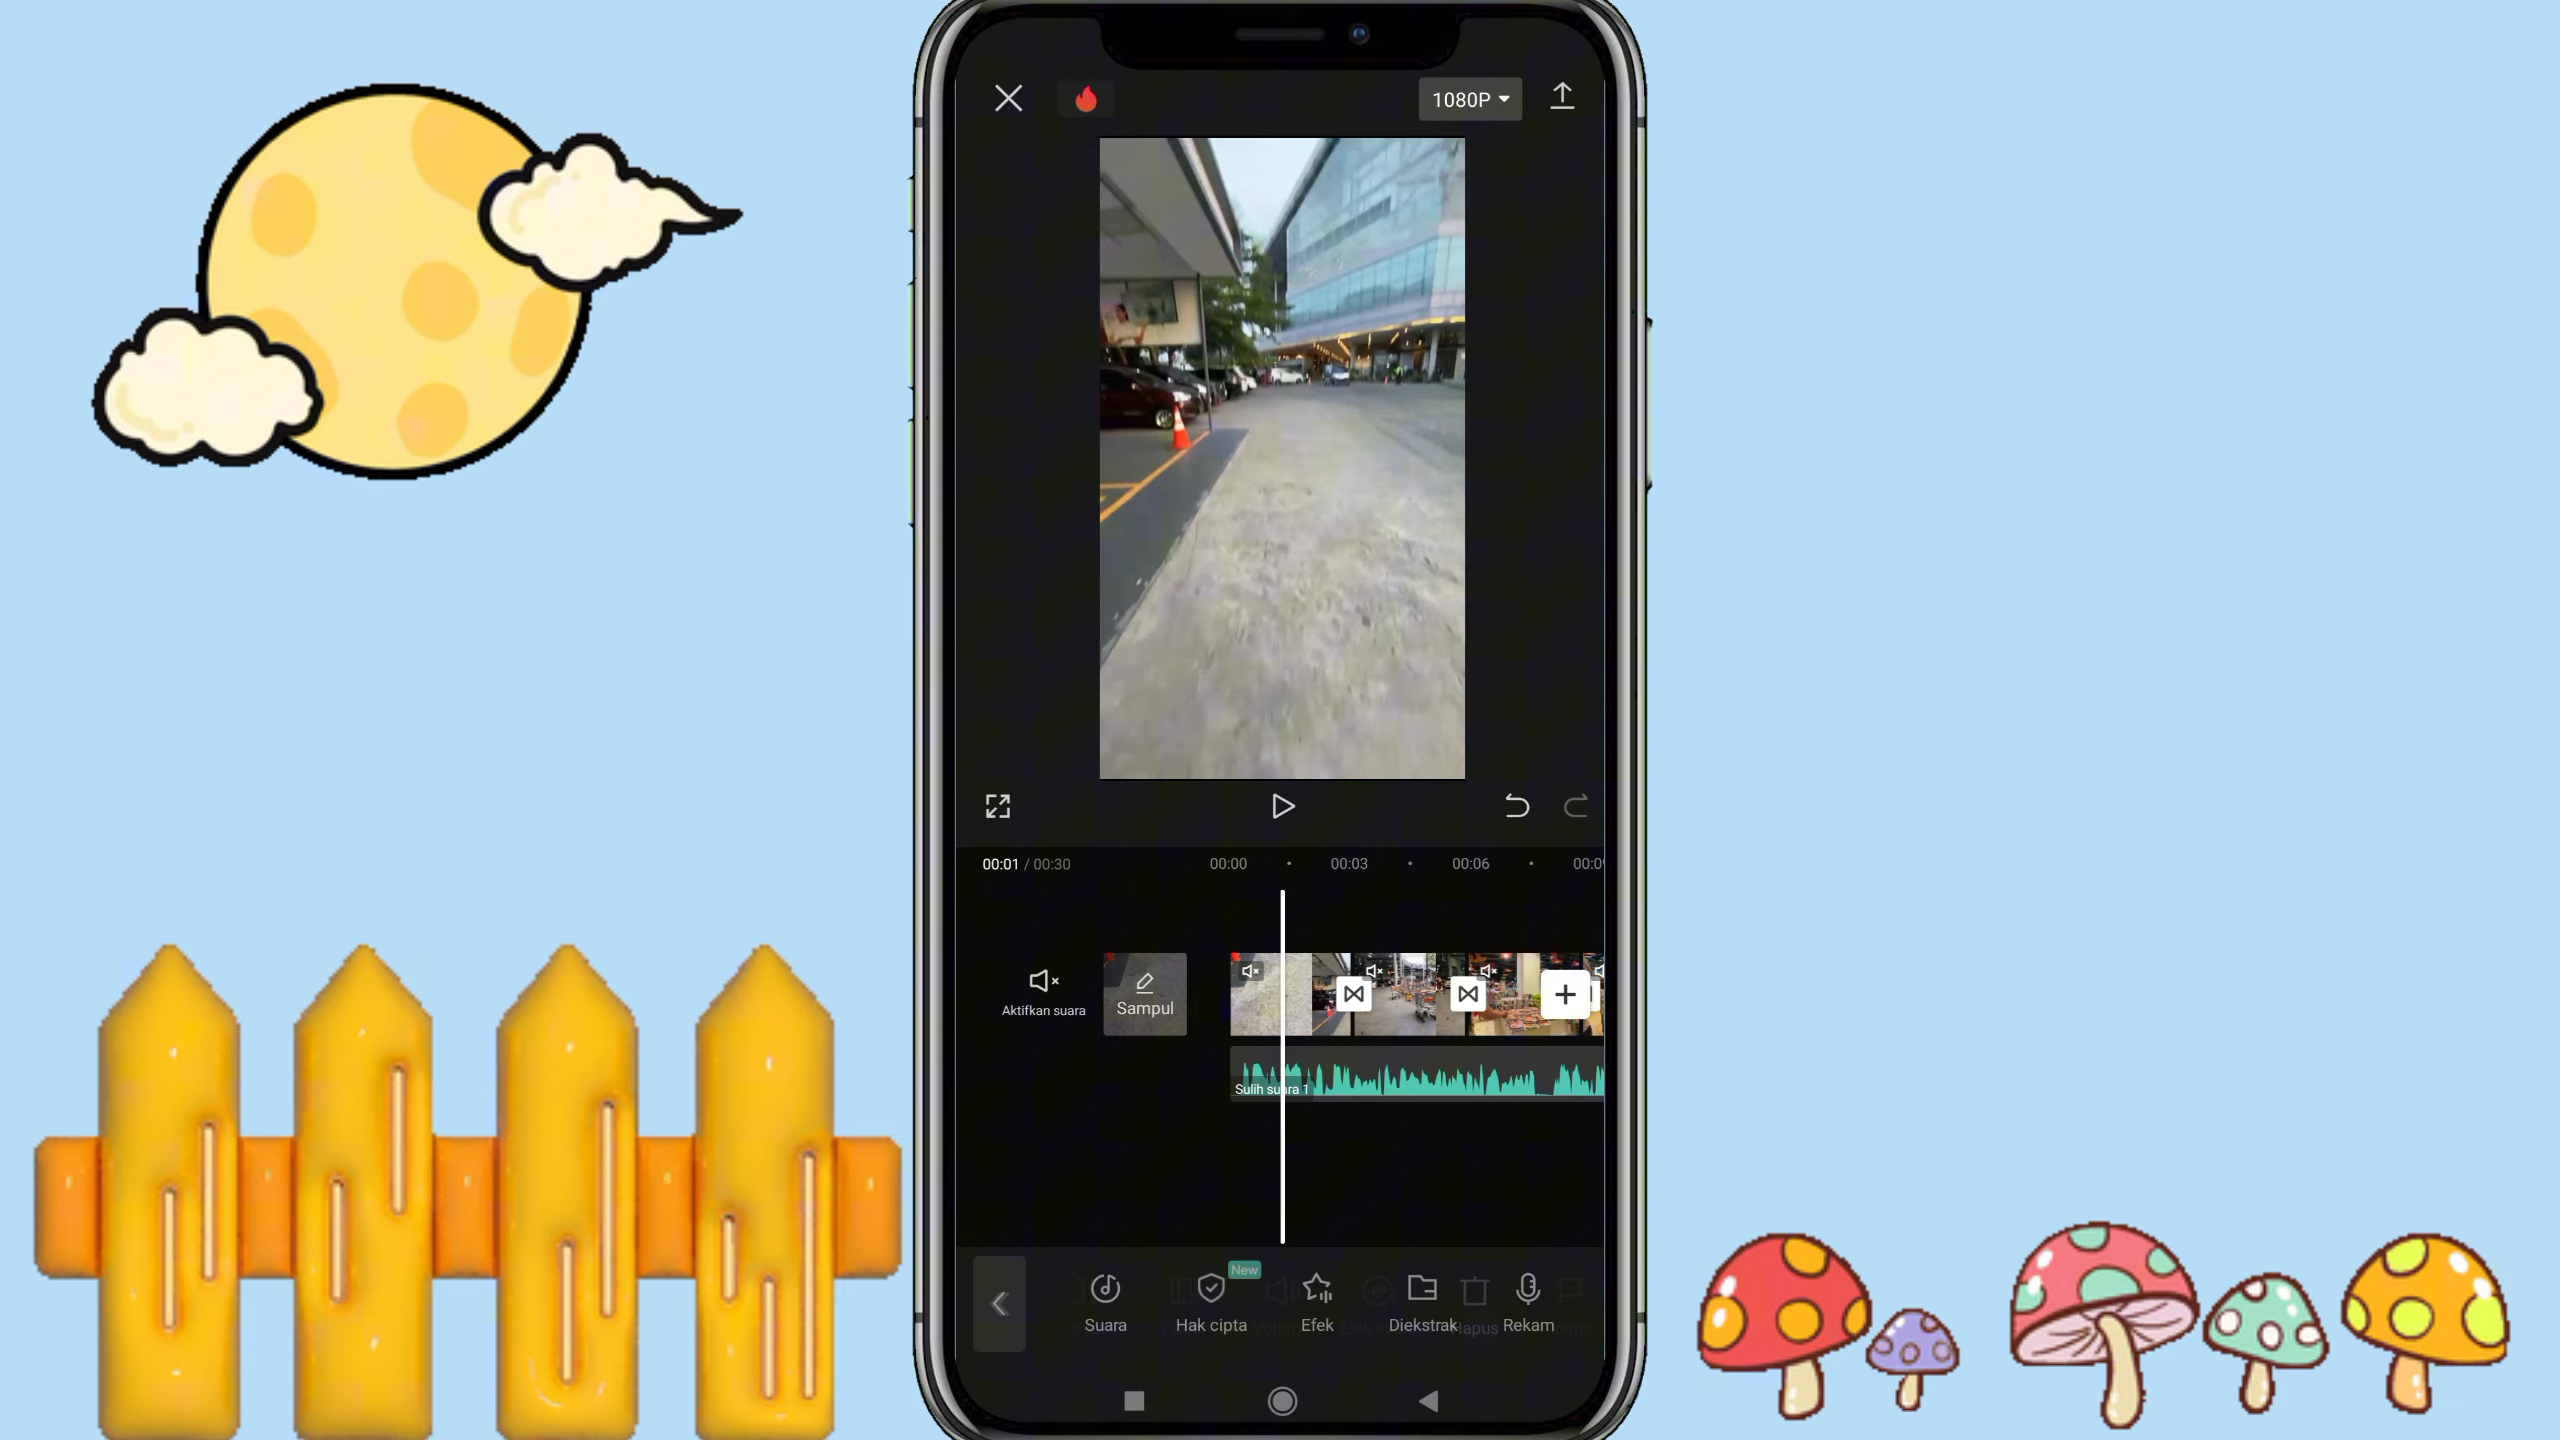 1080P
00:01 / 00:30
00:00
00:03
00:06
Aktifkan suara
Sampul
Sulih suara 1
New
Suara
Hak cipta
Efek
Diekstrak
Hapus
Rekam